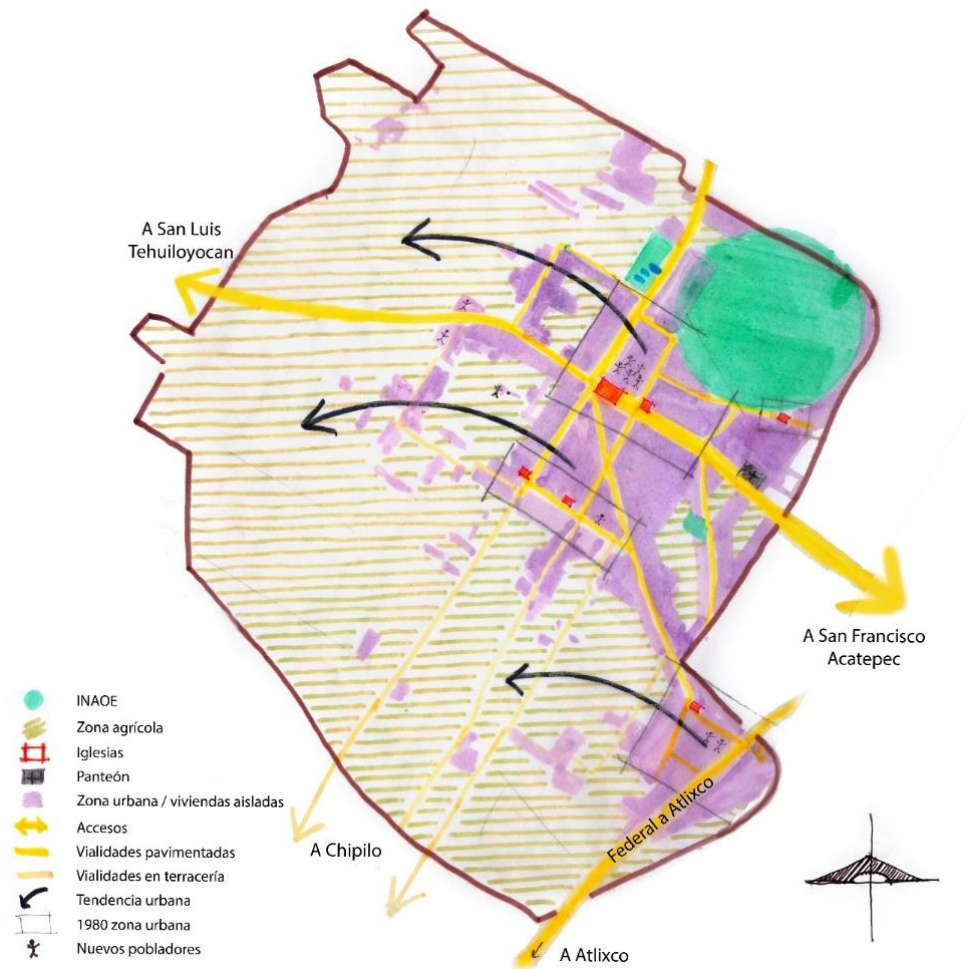 A San Luis
Tehuiloyocan
A San Francisco
Acatepec
INAOE
Zona agrícola
Iglesias
Panteón
Zona urbana / viviendas aisladas
Accesos
Vialidades pavimentadas
Vialidades en terracería
Tendencia urbana
1980 zona urbana
Nuevos pobladores
A Chipilo
Federal a Atlixco
A Atlixco